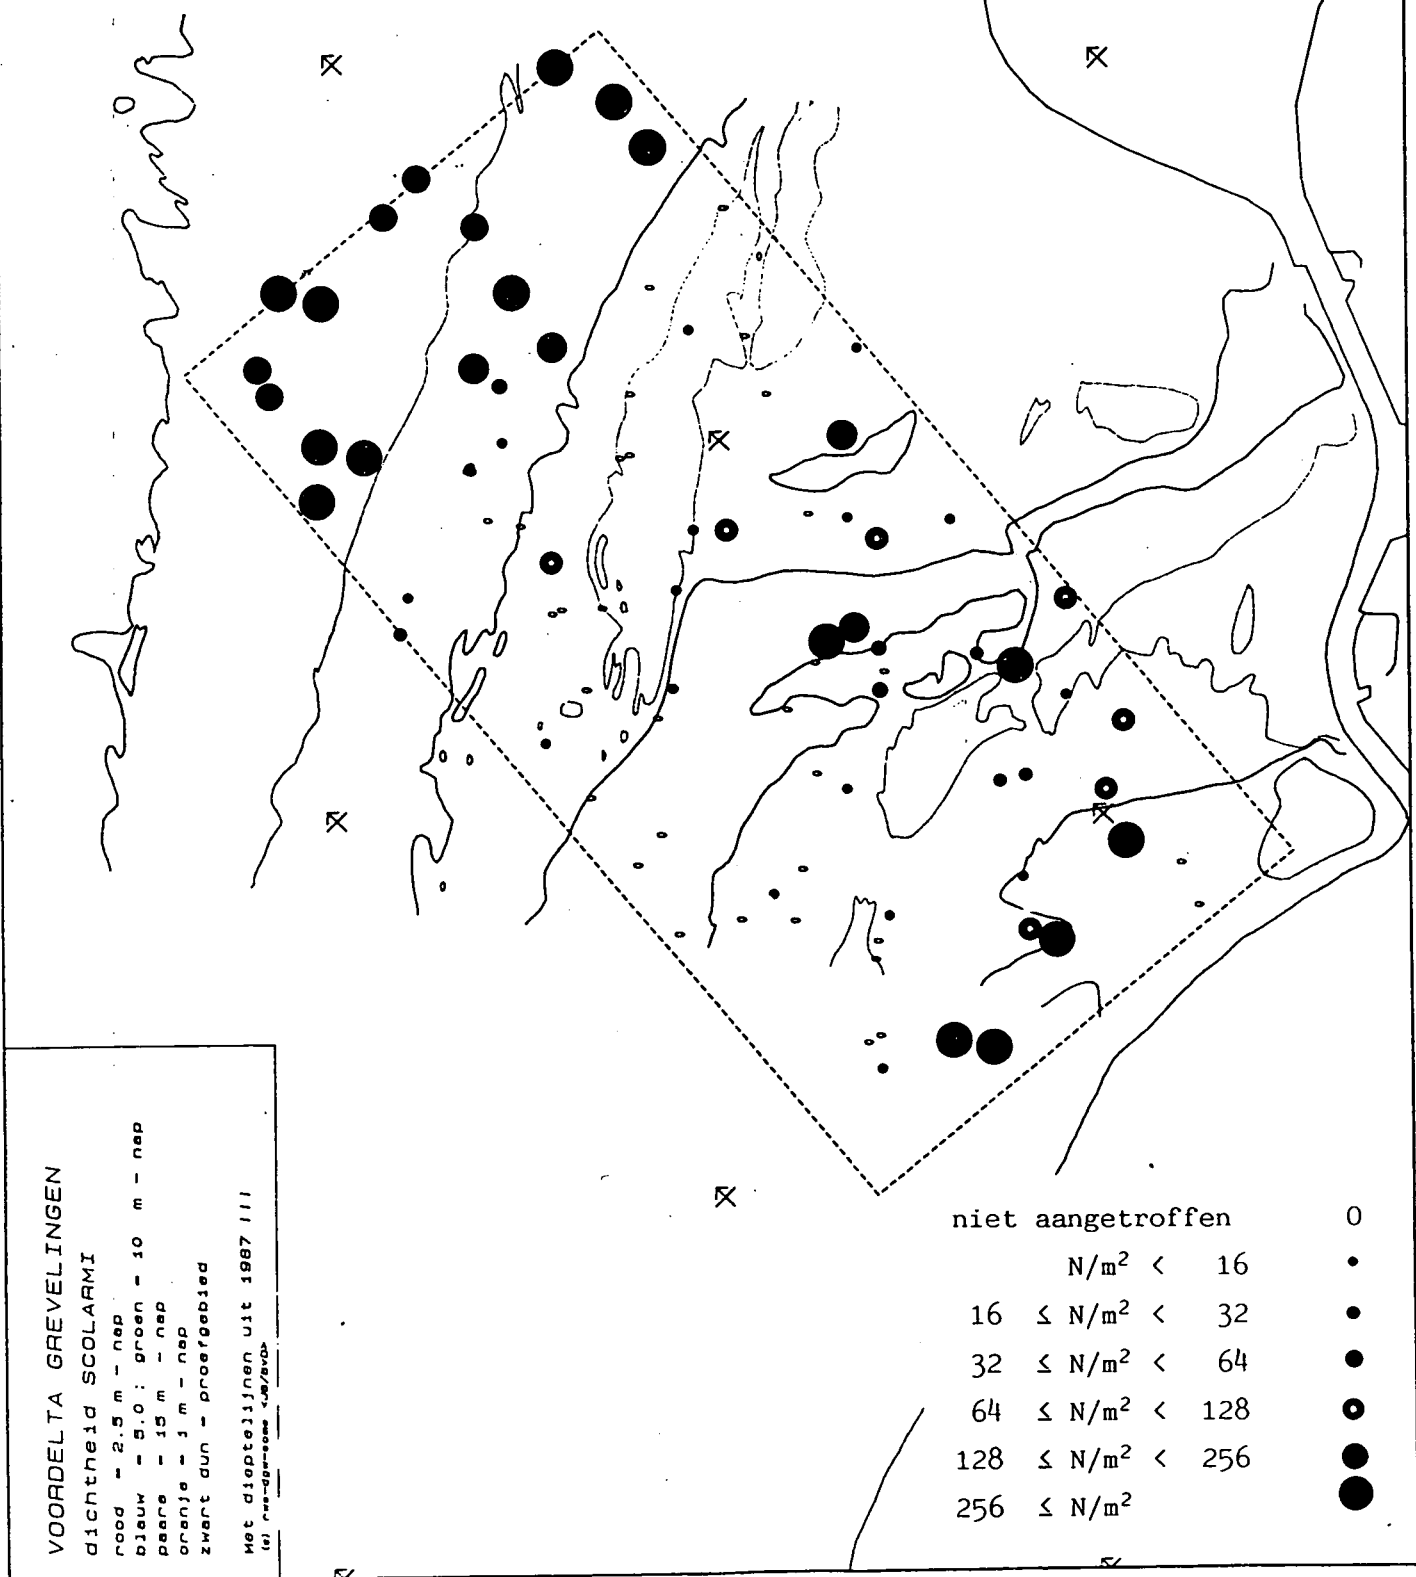 niet aangetroffen 0
N/m² < 16
16 ≤ N/m² < 32
32 ≤ N/m² < 64
64 ≤ N/m² < 128
128 ≤ N/m² < 256
256 ≤ N/m²
VOORDELTA GREVELINGEN
dichtheid SCOLARMI
rood = 2.5 m - nap
blauw = 5.0 ; groen = 10 m - nap
paars = 15 m - nap
oranje = 1 m - nap
zwart dun = proefgebied
Met dieptelijnen uit 1987 !!!